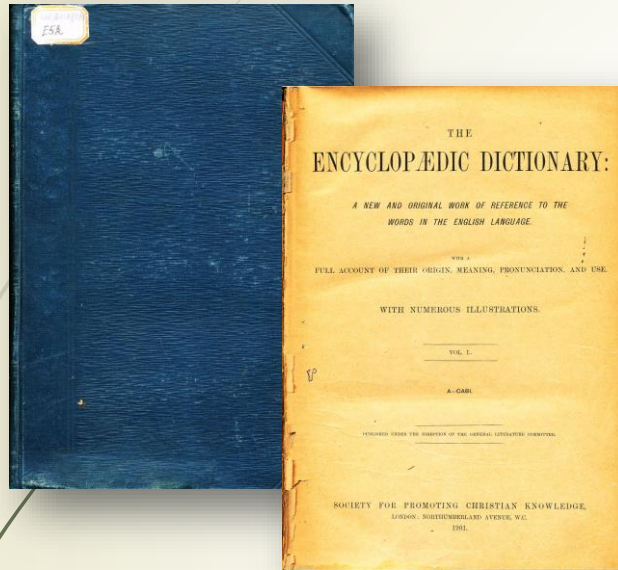 E5A
THE
ENCYCLOPÆDIC DICTIONARY:
A NEW AND ORIGINAL WORK OF REFERENCE TO THE
WORDS IN THE ENGLISH LANGUAGE.
WITH A
FULL ACCOUNT OF THEIR ORIGIN, MEANING, PRONUNCIATION, AND USE.
WITH NUMEROUS ILLUSTRATIONS.
VOL. I.
A—CABI.
PUBLISHED UNDER THE DIRECTION OF THE GENERAL LITERATURE COMMITTEE.
SOCIETY FOR PROMOTING CHRISTIAN KNOWLEDGE,
LONDON: NORTHUMBERLAND AVENUE, W.C.
1901.